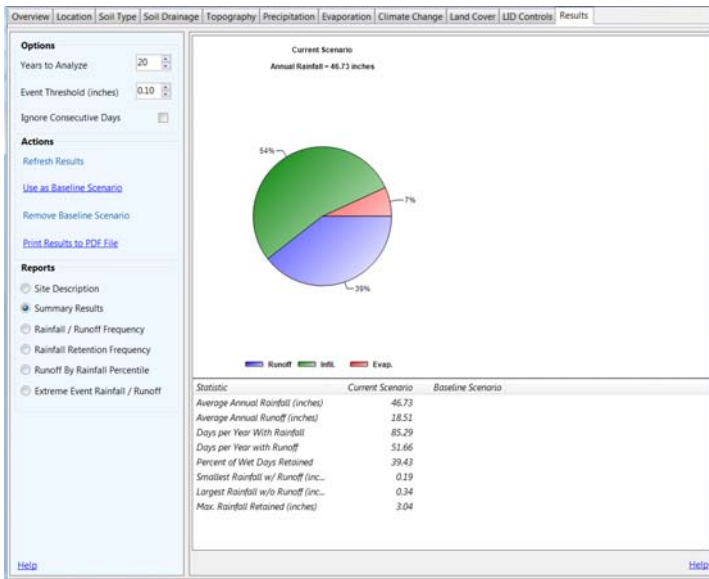 Overview Location Soil Type Soil Drainage Topography Precipitation Evaporation Climate Change Land Cover LID Controls Results
Options
Years to Analyze 20
Event Threshold (inches) 0.10
Ignore Consecutive Days
Actions
Refresh Results
Use as Baseline Scenario
Remove Baseline Scenario
Print Results to PDF File
Reports
Site Description
Summary Results
Rainfall / Runoff Frequency
Rainfall Retention Frequency
Runoff By Rainfall Percentile
Extreme Event Rainfall / Runoff
Help
Current Scenario
Annual Rainfall = 46.73 inches
54%
7%
39%
Runoff Infil. Evap.
Statistic Current Scenario Baseline Scenario
Average Annual Rainfall (inches) 46.73
Average Annual Runoff (inches) 18.51
Days per Year With Rainfall 85.29
Days per Year with Runoff 51.66
Percent of Wet Days Retained 39.43
Smallest Rainfall w/ Runoff (inc... 0.19
Largest Rainfall w/o Runoff (inc... 0.34
Max. Rainfall Retained (inches) 3.04
Help